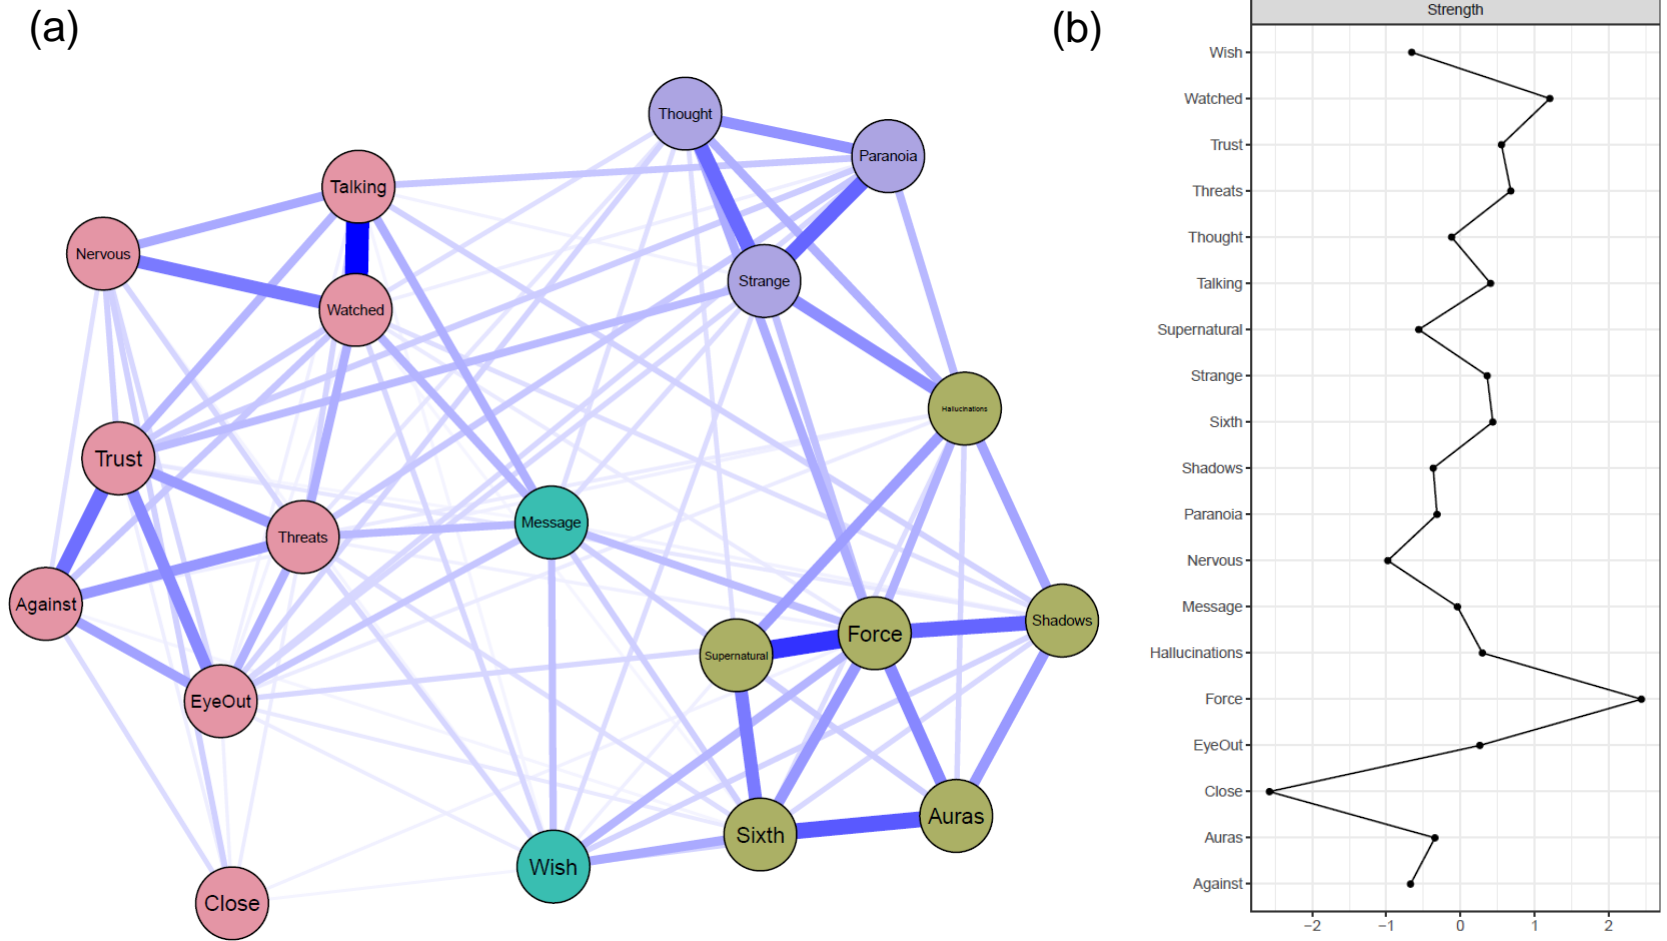 (a)
Thought
Paranoia
Talking
Nervous
Strange
Watched
Hallucinations
Trust
Message
Threats
Against
Shadows
Force
Supernatural
EyeOut
Auras
Sixth
Wish
Close
(b)
Strength
Wish
Watched
Trust
Threats
Thought
Talking
Supernatural
Strange
Sixth
Shadows
Paranoia
Nervous
Message
Hallucinations
Force
EyeOut
Close
Auras
Against
−2 −1 0 1 2